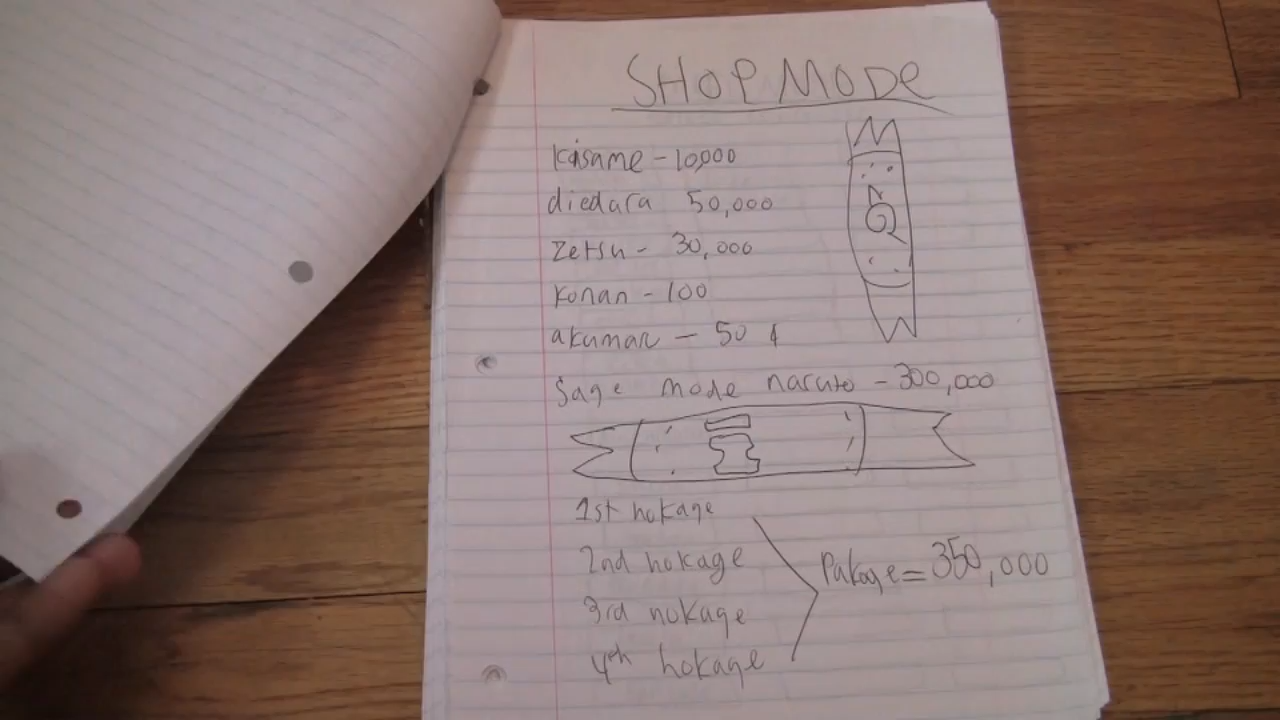 SHOP MODE
Kisame - 10,000
diedara 50,000
Zetsu - 30,000
Konan - 100
akumar - 50 ¢
Sage mode naruto - 300,000
1st hokage
2nd hokage
3rd hokage
4th hokage
Pakage = 350,000